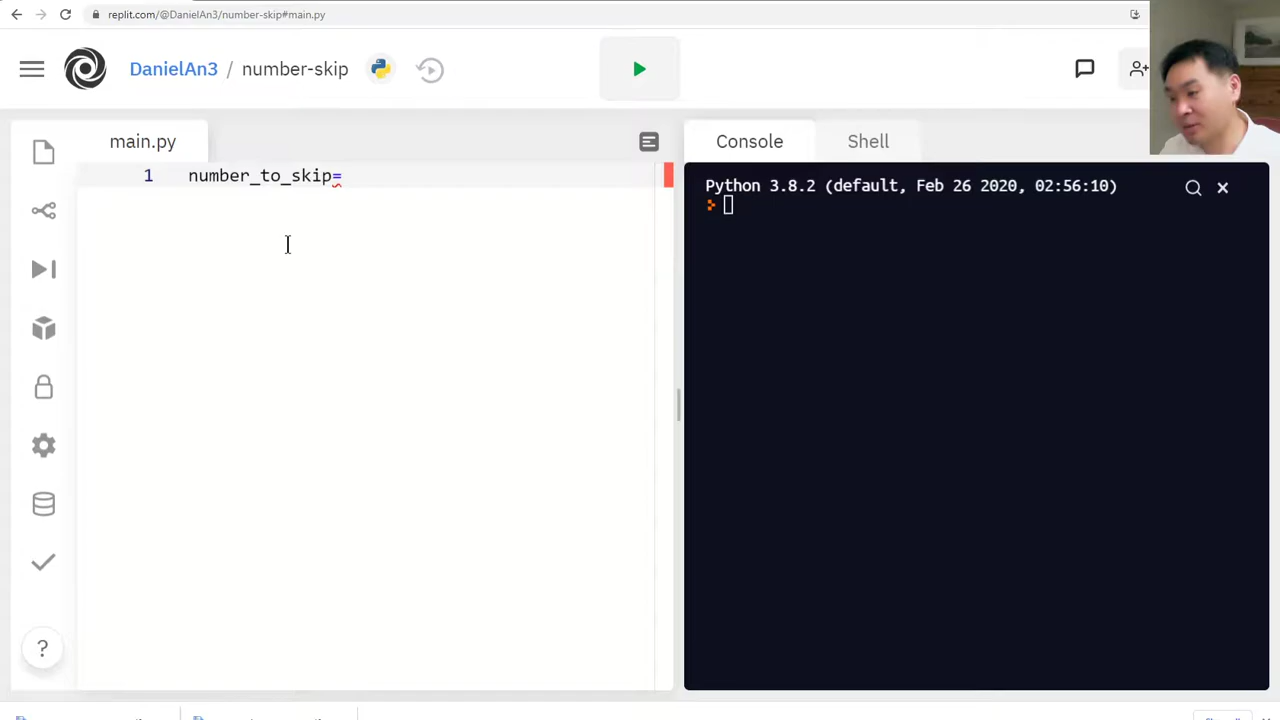 replit.com/@DanielAn3/number-skip#main.py
DanielAn3 / number-skip
main.py
Console
Shell
1 number_to_skip=
Python 3.8.2 (default, Feb 26 2020, 02:56:10)
?